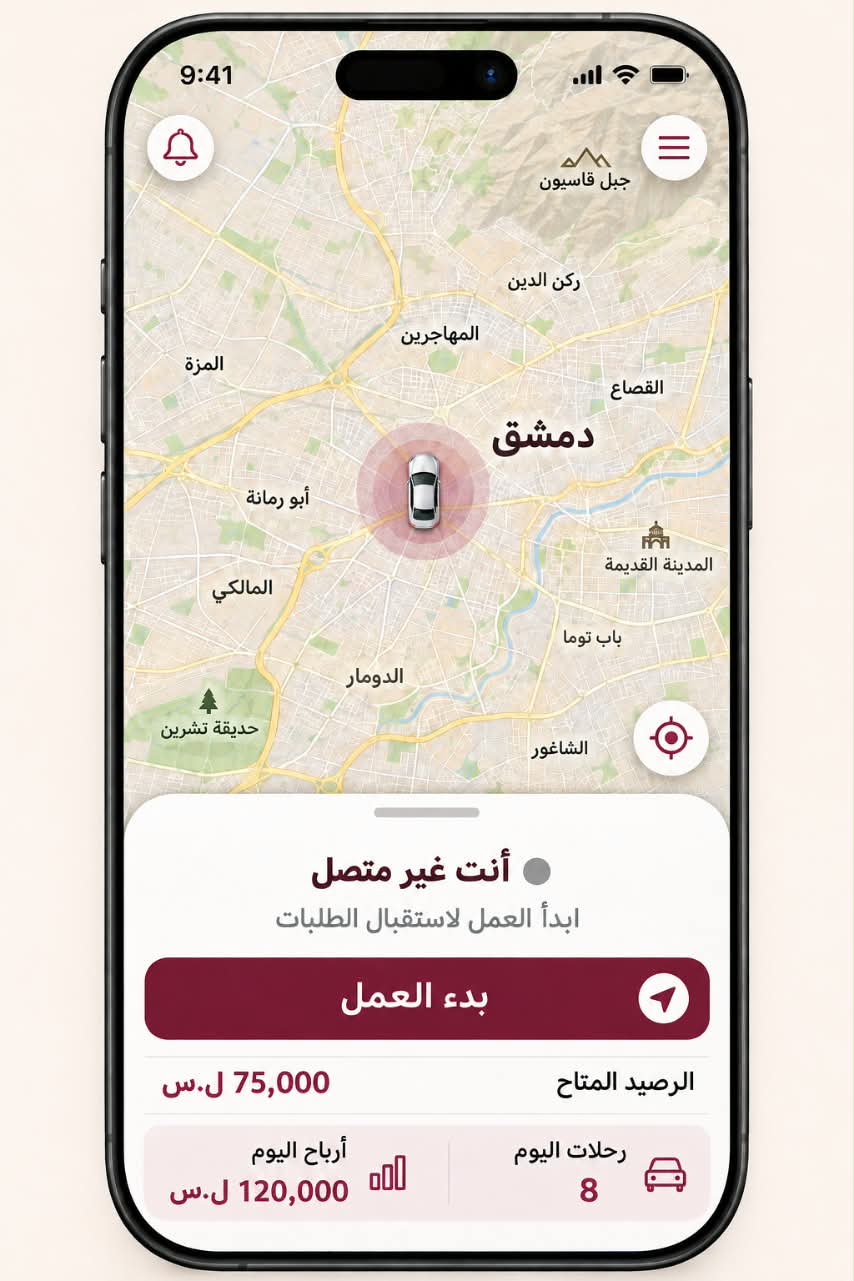 9:41
جبل قاسيون
ركن الدين
المهاجرين
المزة
القصاع
دمشق
أبو رمانة
المدينة القديمة
المالكي
باب توما
الدومار
حديقة تشرين
الشاغور
أنت غير متصل
ابدأ العمل لاستقبال الطلبات
بدء العمل
الرصيد المتاح
75,000 ل.س
رحلات اليوم
8
أرباح اليوم
120,000 ل.س